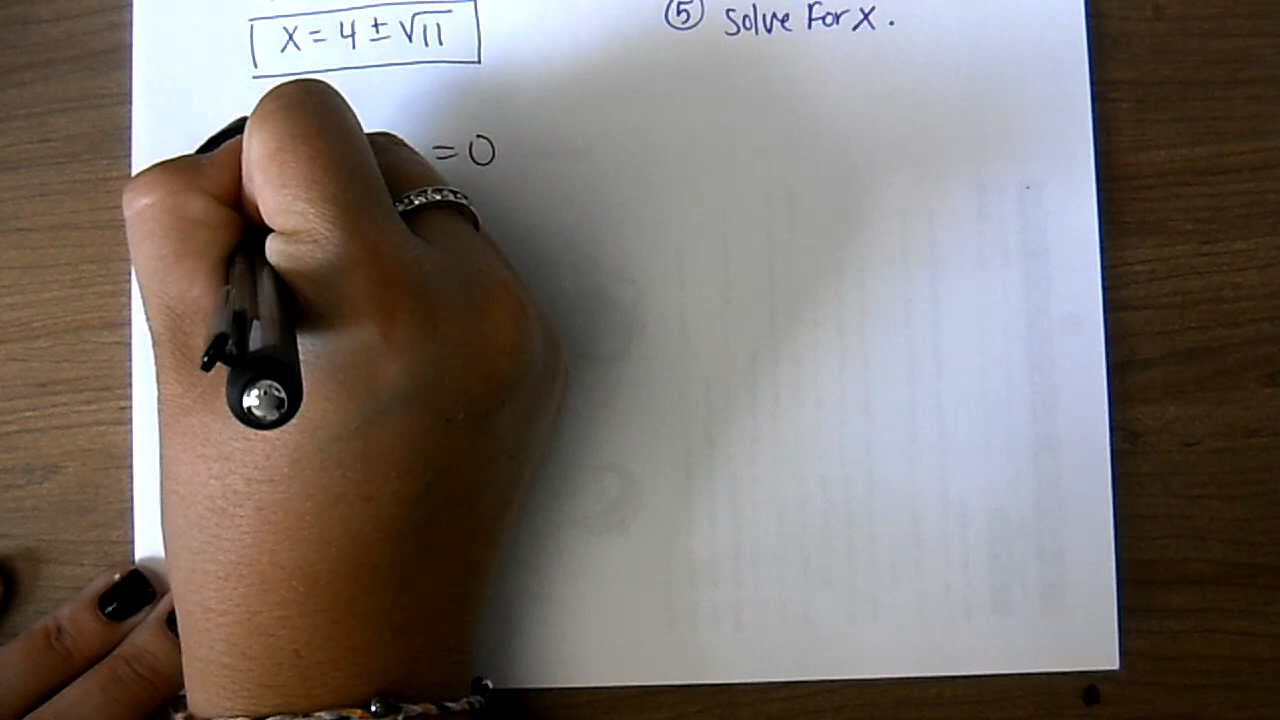 x = 4 ± √11
⑤ Solve For x.
= 0